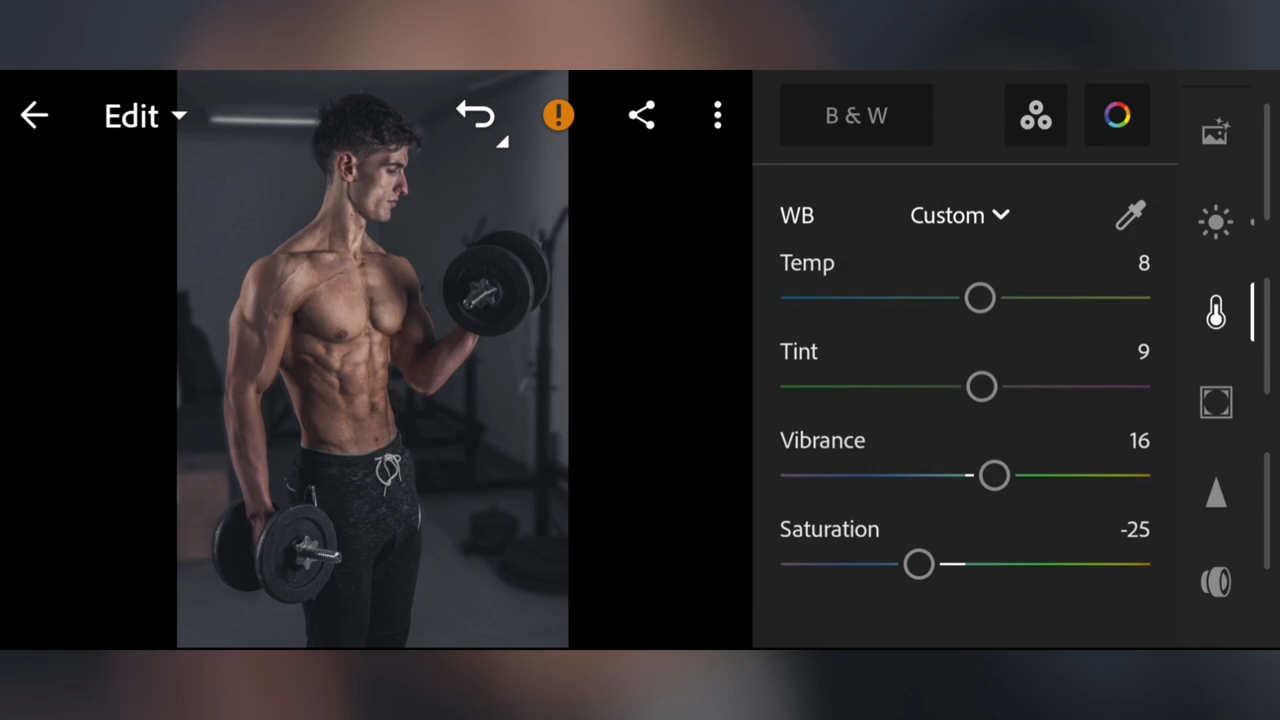 Edit
B & W
WB Custom
Temp 8
Tint 9
Vibrance 16
Saturation -25